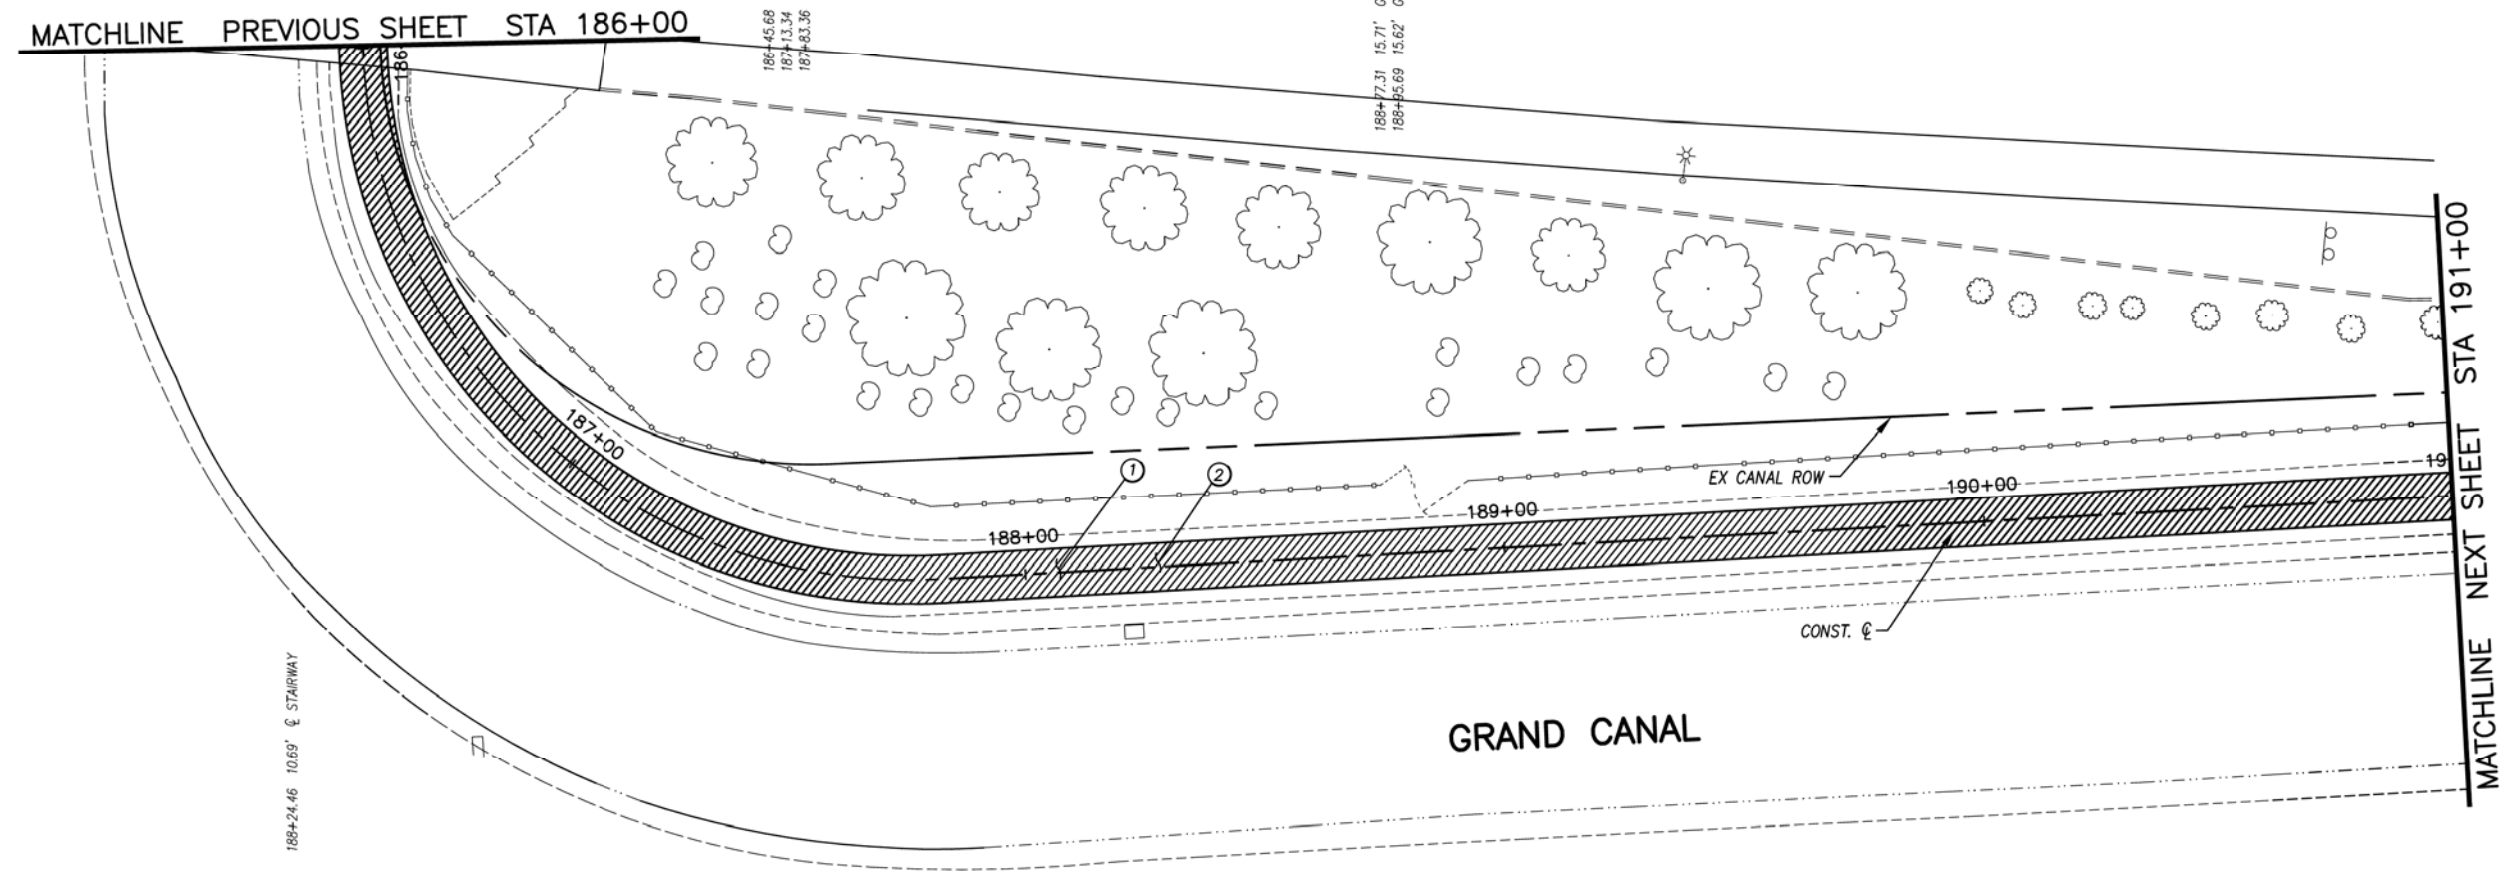 MATCHLINE PREVIOUS SHEET STA 186+00
186+45.68
187+13.34
187+83.36
188+77.31 15.71' G
188+95.69 15.62' G
186+
187+00
188+00
189+00
190+00
19
1
2
EX CANAL ROW
CONST. ℄
GRAND CANAL
188+24.46 10.69' ℄ STAIRWAY
MATCHLINE NEXT SHEET STA 191+00